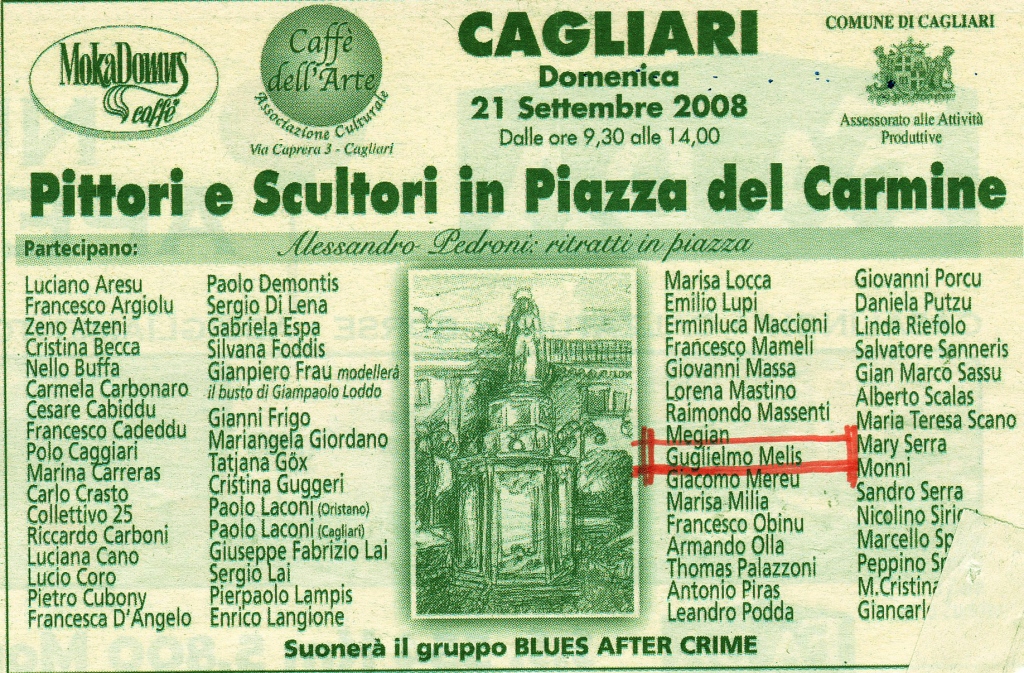 MokaDowns
caffè
Caffè
dell'Arte
Associazione Culturale
Via Caprera 3 - Cagliari
CAGLIARI
Domenica
21 Settembre 2008
Dalle ore 9,30 alle 14,00
COMUNE DI CAGLIARI
Assessorato alle Attività
Produttive
Pittori e Scultori in Piazza del Carmine
Partecipano:
Alessandro Pedroni: ritratti in piazza
Luciano Aresu
Francesco Argiolu
Zeno Atzeni
Cristina Becca
Nello Buffa
Carmela Carbonaro
Cesare Cabiddu
Francesco Cadeddu
Polo Caggiari
Marina Carreras
Carlo Crasto
Collettivo 25
Riccardo Carboni
Luciana Cano
Lucio Coro
Pietro Cubony
Francesca D'Angelo
Paolo Demontis
Sergio Di Lena
Gabriela Espa
Silvana Foddis
Gianpiero Frau modellerà
il busto di Giampaolo Loddo
Gianni Frigo
Mariangela Giordano
Tatjana Göx
Cristina Guggeri
Paolo Laconi (Oristano)
Paolo Laconi (Cagliari)
Giuseppe Fabrizio Lai
Sergio Lai
Pierpaolo Lampis
Enrico Langione
Marisa Locca
Emilio Lupi
Erminluca Maccioni
Francesco Mameli
Giovanni Massa
Lorena Mastino
Raimondo Massenti
Megian
Guglielmo Melis
Giacomo Mereu
Marisa Milia
Francesco Obinu
Armando Olla
Thomas Palazzoni
Antonio Piras
Leandro Podda
Giovanni Porcu
Daniela Putzu
Linda Riefolo
Salvatore Sanneris
Gian Marco Sassu
Alberto Scalas
Maria Teresa Scano
Mary Serra
Monni
Sandro Serra
Nicolino
Marcello
Peppino
M.Cristina
Suonerà il gruppo BLUES AFTER CRIME